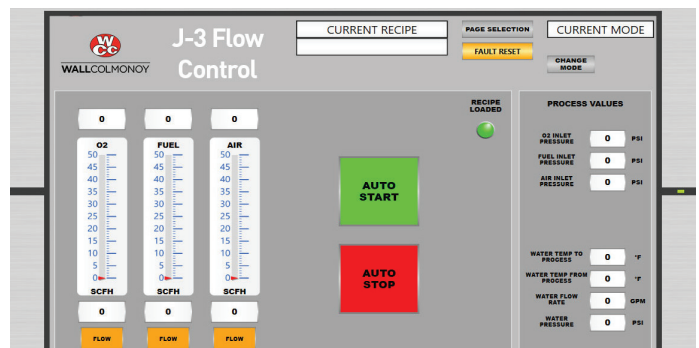 WCC
WALLCOLMONOY
J-3 Flow
Control
CURRENT RECIPE
PAGE SELECTION
FAULT RESET
CURRENT MODE
CHANGE
MODE
0 0 0
O2 FUEL AIR
50 50 50
45 45 45
40 40 40
35 35 35
30 30 30
25 25 25
20 20 20
15 15 15
10 10 10
5 5 5
0 0 0
SCFH SCFH SCFH
0 0 0
FLOW FLOW FLOW
AUTO
START
AUTO
STOP
RECIPE
LOADED
PROCESS VALUES
O2 INLET
PRESSURE 0 PSI
FUEL INLET
PRESSURE 0 PSI
AIR INLET
PRESSURE 0 PSI
WATER TEMP TO
PROCESS 0 °F
WATER TEMP FROM
PROCESS 0 °F
WATER FLOW
RATE 0 GPM
WATER
PRESSURE 0 PSI